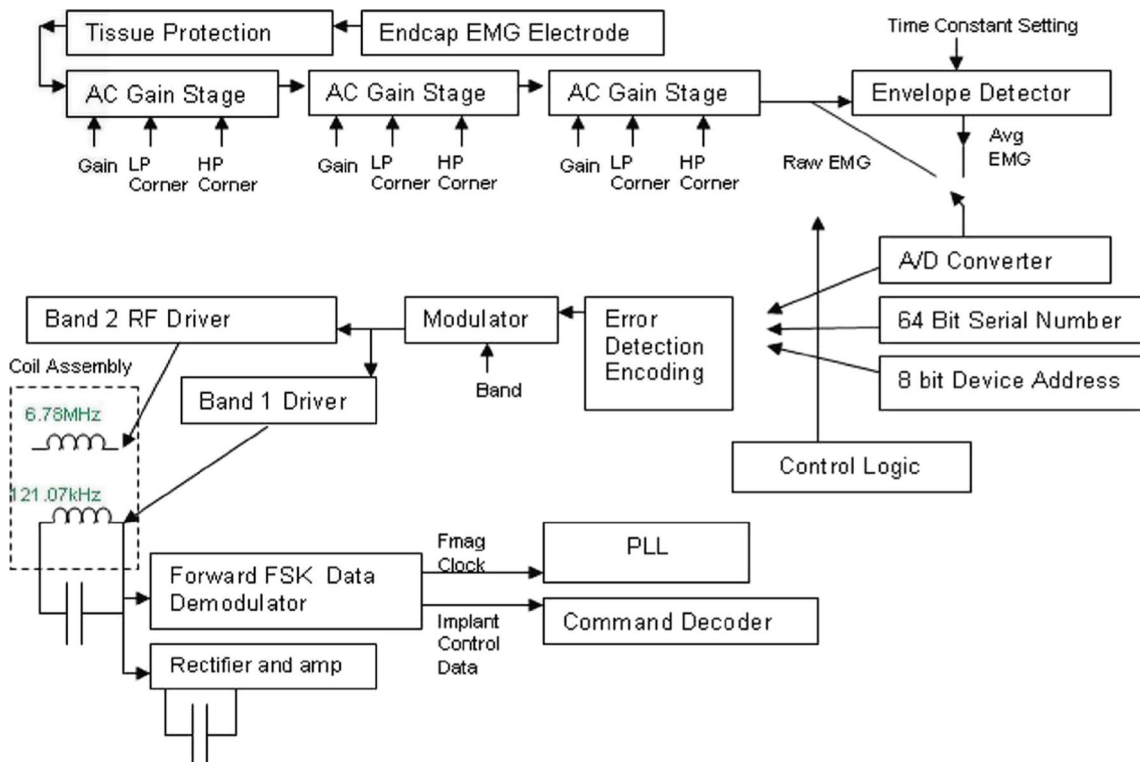 Tissue Protection
Endcap EMG Electrode
Time Constant Setting
AC Gain Stage
AC Gain Stage
AC Gain Stage
Envelope Detector
Gain
LP
Corner
HP
Corner
Gain
LP
Corner
HP
Corner
Gain
LP
Corner
HP
Corner
Raw EMG
Avg
EMG
A/D Converter
64 Bit Serial Number
8 bit Device Address
Band 2 RF Driver
Modulator
Error
Detection
Encoding
Band
Coil Assembly
Band 1 Driver
6.78MHz
Control Logic
121.07kHz
Fmag
Clock
PLL
Forward FSK Data
Demodulator
Implant
Control
Data
Command Decoder
Rectifier and amp